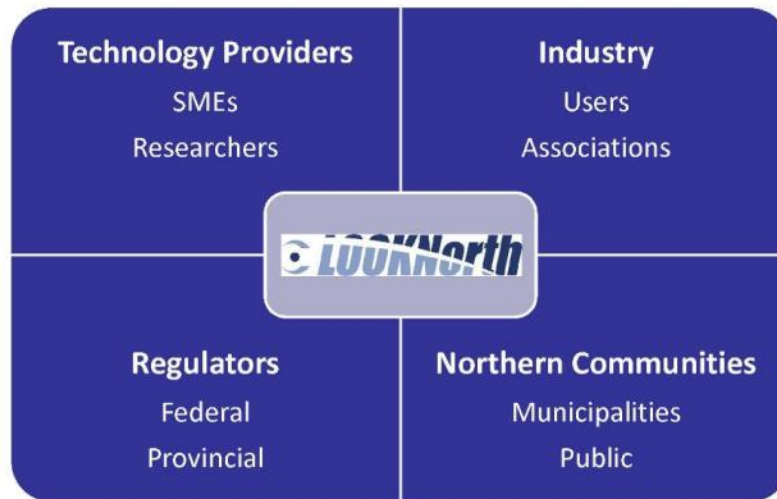 Technology Providers
SMEs
Researchers
Industry
Users
Associations
LOOKNorth
Regulators
Federal
Provincial
Northern Communities
Municipalities
Public